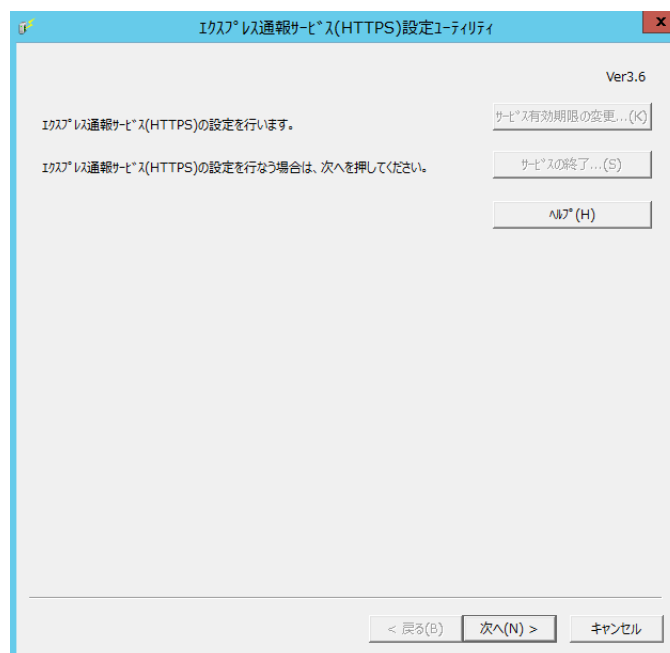 ｴｸｽﾌﾟﾚｽ通報ｻｰﾋﾞｽ(HTTPS)設定ﾕｰﾃｨﾘﾃｨ
x
Ver3.6
ｻｰﾋﾞｽ有効期限の変更...(K)
ｴｸｽﾌﾟﾚｽ通報ｻｰﾋﾞｽ(HTTPS)の設定を行います。
ｴｸｽﾌﾟﾚｽ通報ｻｰﾋﾞｽ(HTTPS)の設定を行なう場合は、次へを押してください。
ｻｰﾋﾞｽの終了...(S)
ﾍﾙﾌﾟ(H)
< 戻る(B)
次へ(N) >
キャンセル